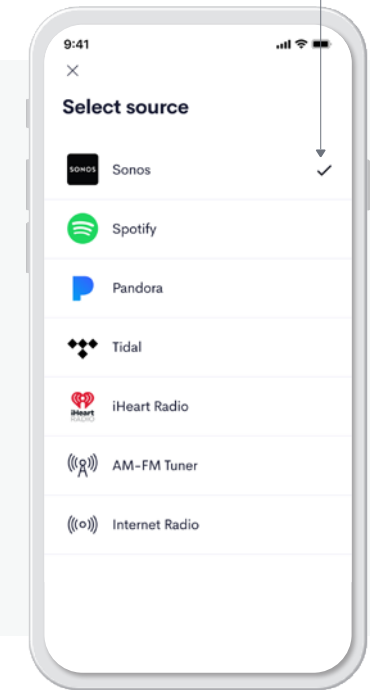 9:41
Select source
SONOS
Sonos
Spotify
Pandora
Tidal
iHeart
RADIO
iHeart Radio
AM-FM Tuner
Internet Radio